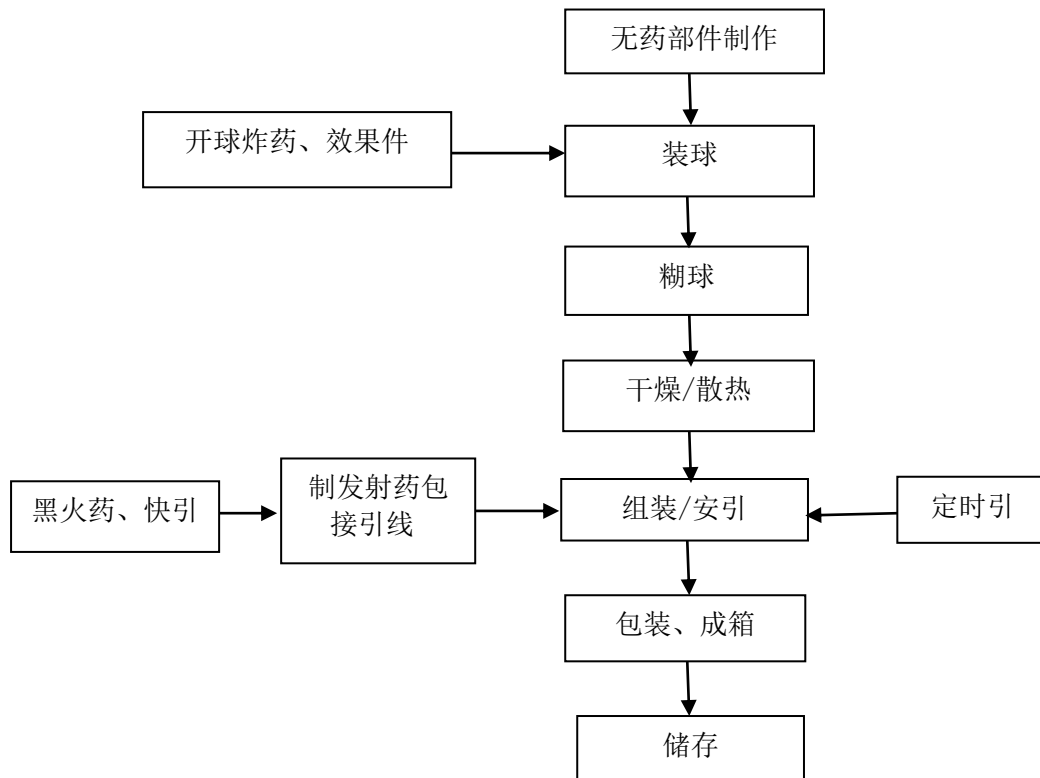 无药部件制作
开球炸药、效果件
装球
糊球
干燥/散热
黑火药、快引
制发射药包
接引线
组装/安引
定时引
包装、成箱
储存